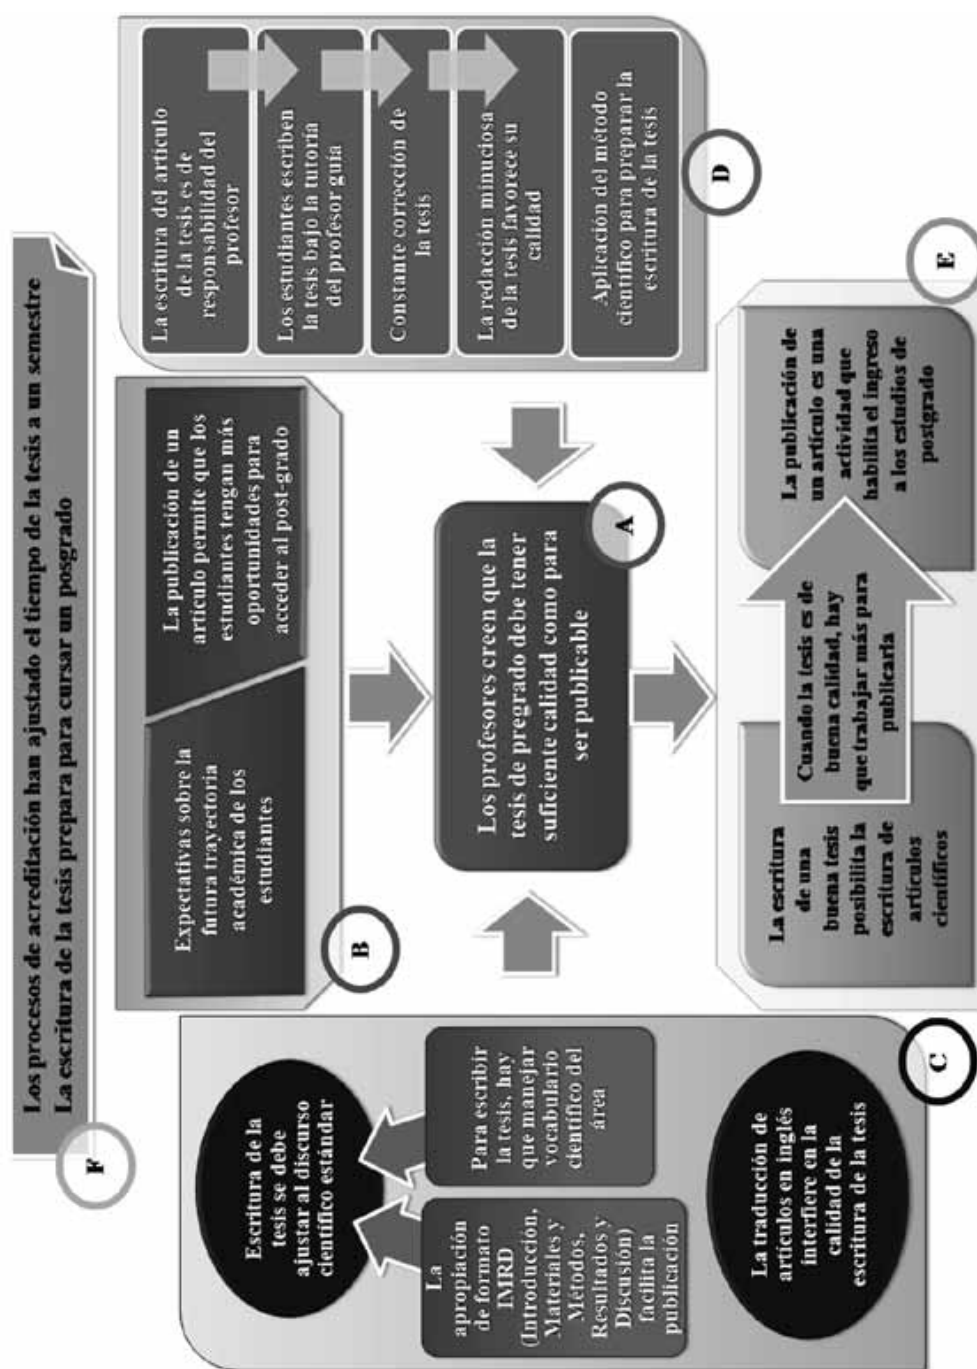 Los procesos de acreditación han ajustado el tiempo de la tesis a un semestre
La escritura de la tesis prepara para cursar un posgrado
F
Escritura de la
tesis se debe
ajustar al discurso
científico estándar
La
apropiación
de formato
IMRD
(Introducción,
Materiales y
Métodos,
Resultados y
Discusión)
facilita la
publicación
Para escribir
la tesis, hay
que manejar
vocabulario
científico del
área
La traducción de
artículos en inglés
interfiere en la
calidad de la
escritura de la tesis
C
Expectativas sobre la
futura trayectoria
académica de los
estudiantes
La publicación de un
artículo permite que los
estudiantes tengan más
oportunidades para
acceder al post-grado
B
Los profesores creen que la
tesis de pregrado debe tener
suficiente calidad como para
ser publicable
A
La escritura del artículo
de la tesis es de
responsabilidad del
profesor
Los estudiantes escriben
la tesis bajo la tutoría
del profesor guía
Constante corrección de
la tesis
La redacción minuciosa
de la tesis favorece su
calidad
Aplicación del método
científico para preparar la
escritura de la tesis
D
La escritura
de una
buena tesis
posibilita la
escritura de
artículos
científicos
Cuando la tesis es de
buena calidad, hay
que trabajar más para
publicarla
La publicación de
un artículo es una
actividad que
habilita el ingreso
a los estudios de
postgrado
E